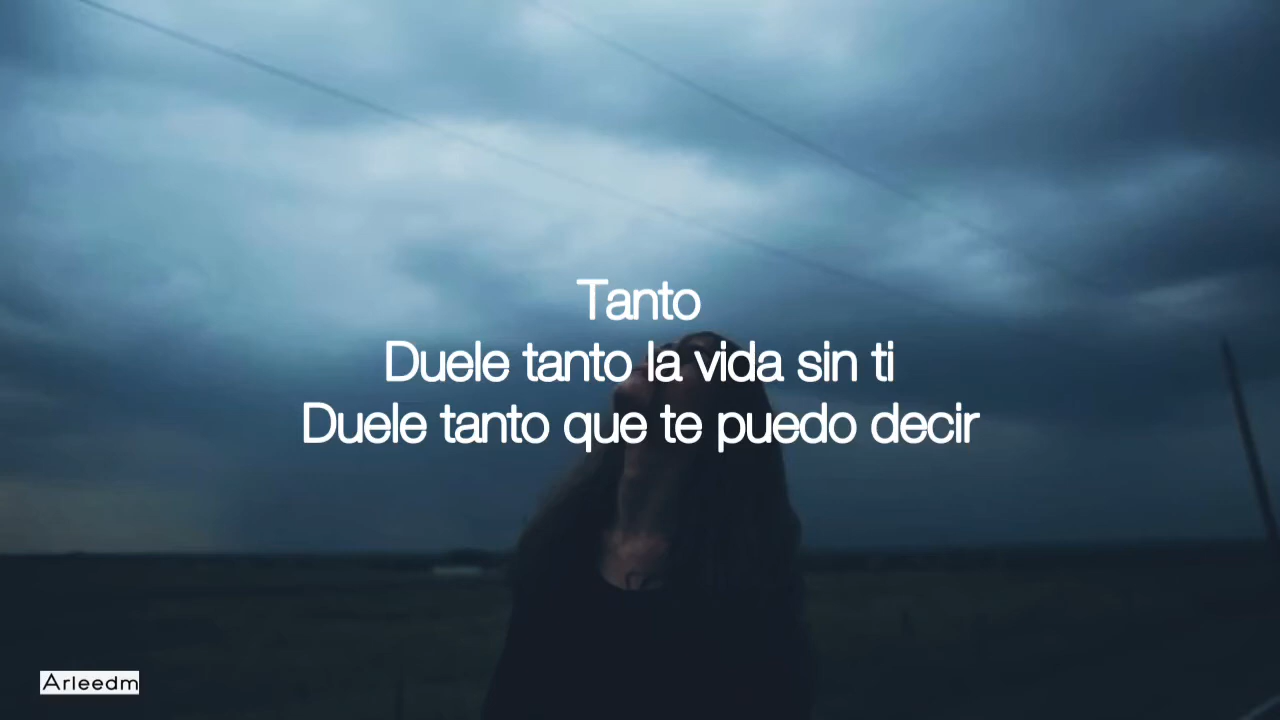 Tanto
Duele tanto la vida sin ti
Duele tanto que te puedo decir
Arleedm